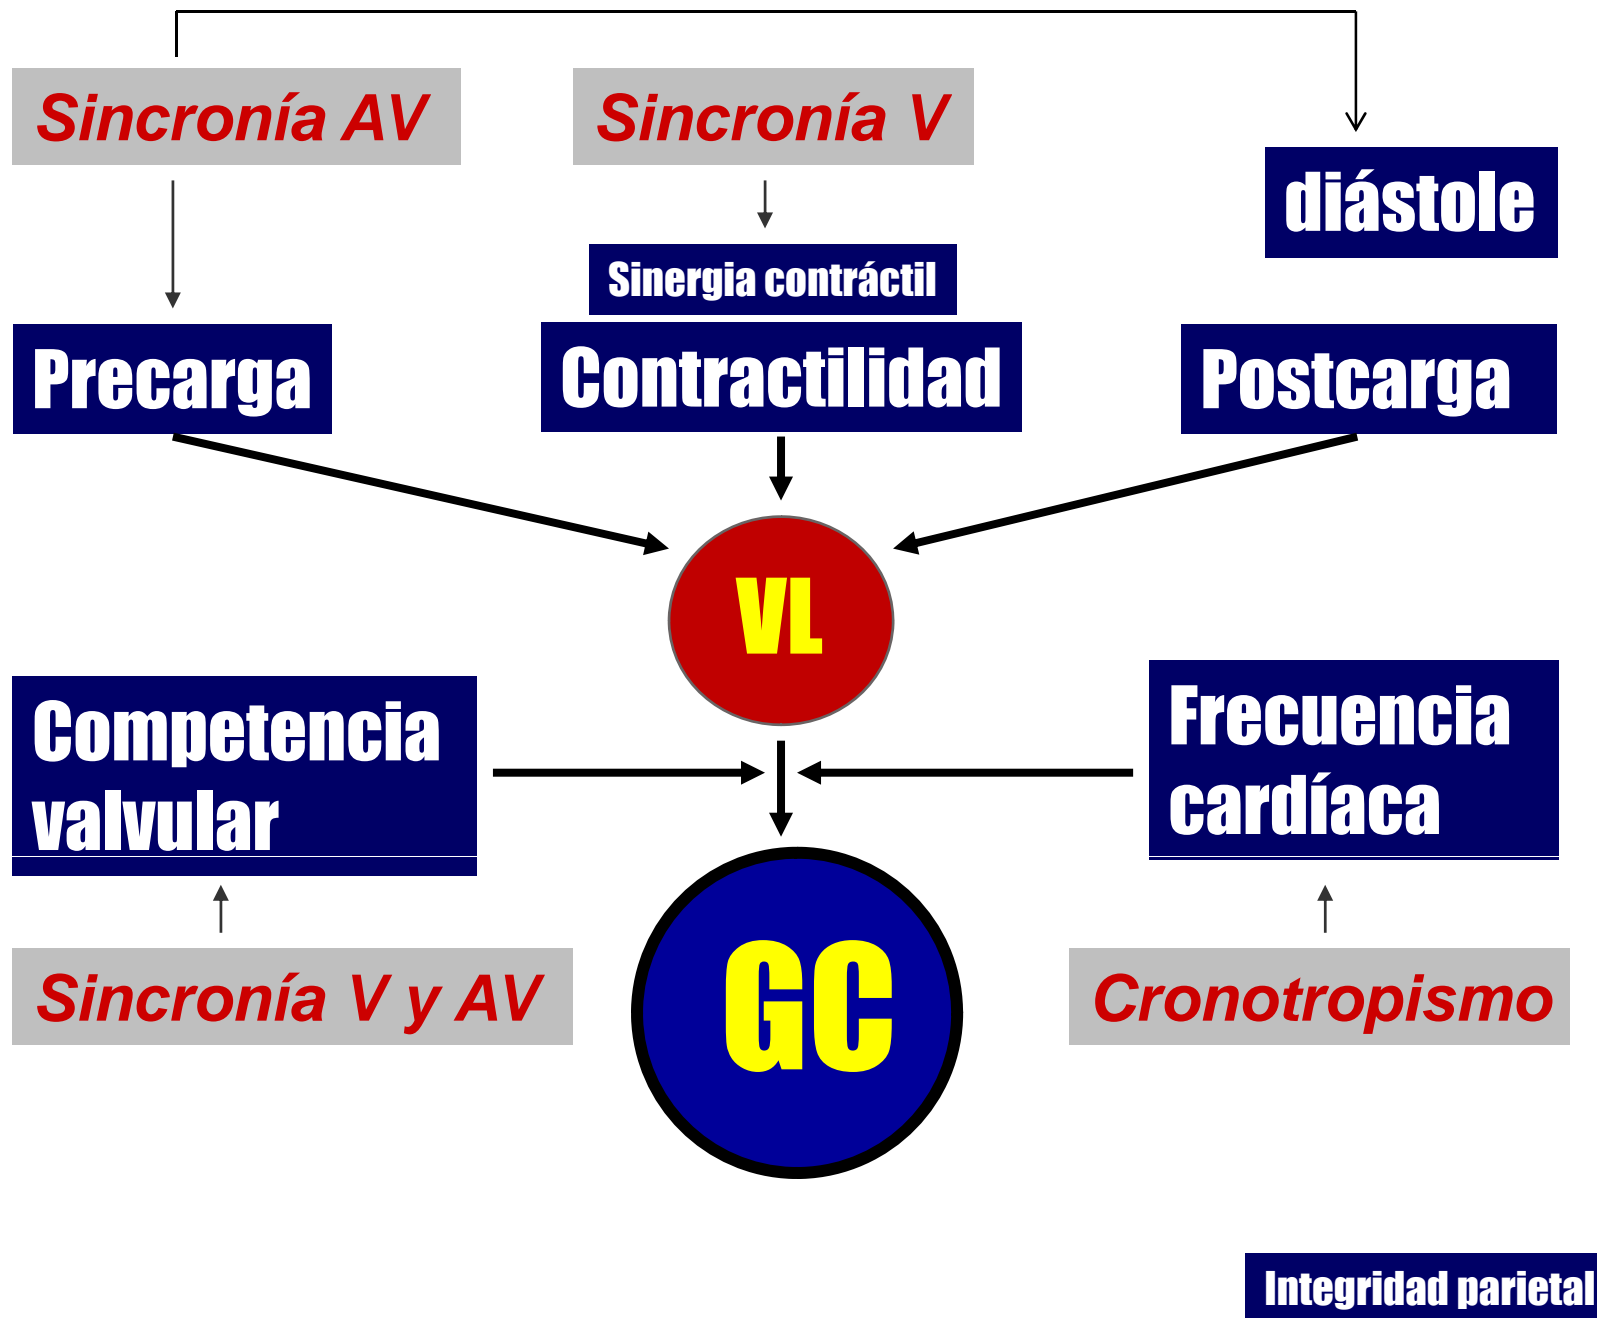 Sincronía AV
Sincronía V
diástole
Sinergia contráctil
Precarga
Contractilidad
Postcarga
VL
Competencia
valvular
Frecuencia
cardíaca
GC
Sincronía V y AV
Cronotropismo
Integridad parietal